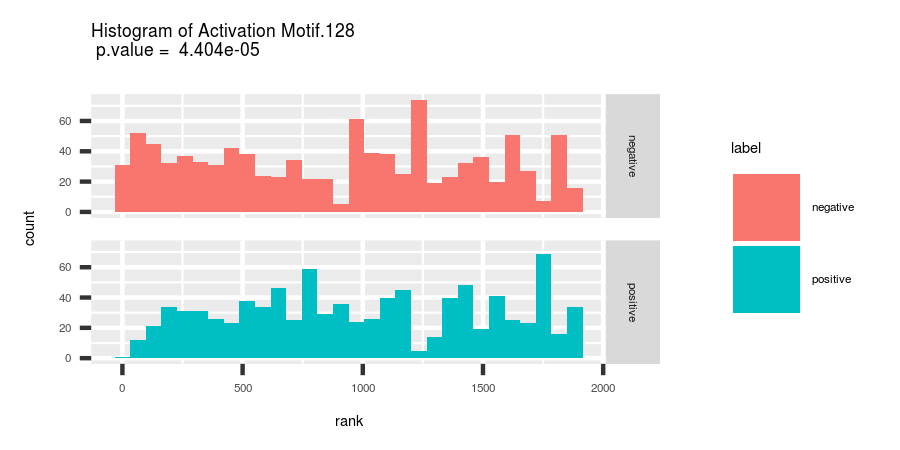 Histogram of Activation Motif.128
p.value = 4.404e-05
count
60
40
20
0
negative
60
40
20
0
positive
0
500
1000
1500
2000
rank
label
negative
positive